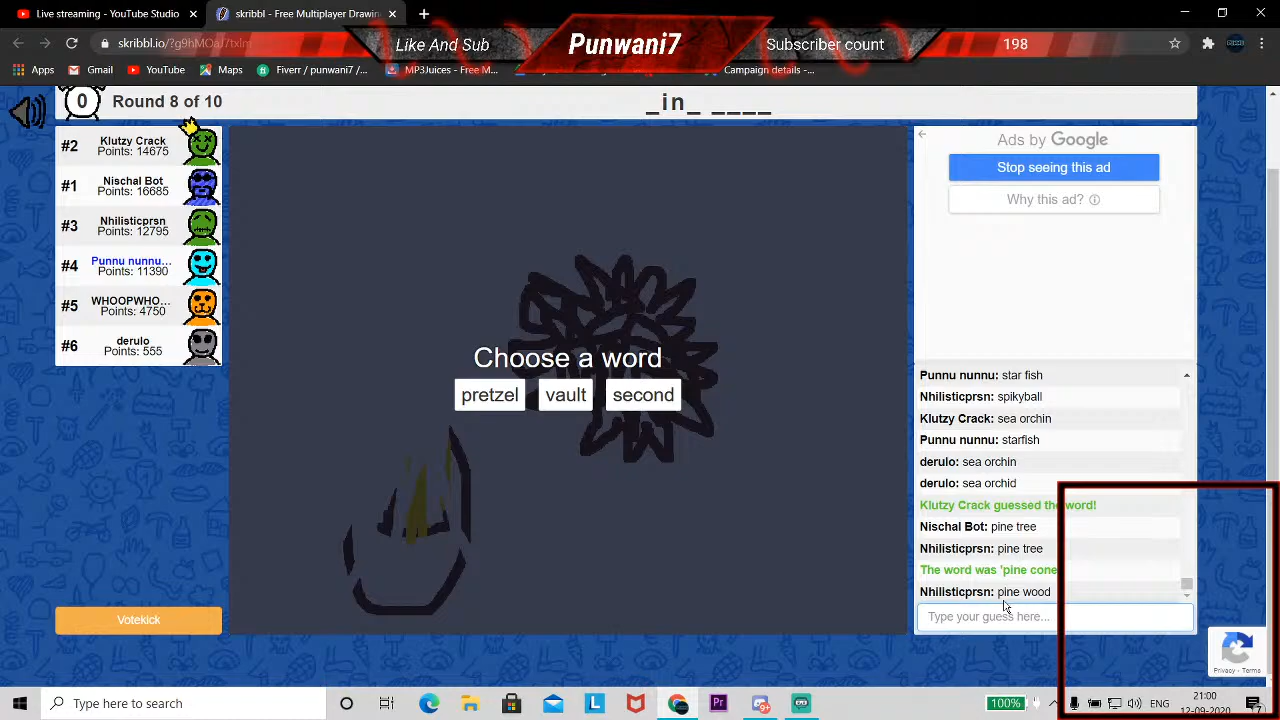 Live streaming - YouTube Studio
skribbl - Free Multiplayer Drawin
skribbl.io/?g9hMOaJ7txlm
Like And Sub
Punwani7
Subscriber count
198
Apps
Gmail
YouTube
Maps
Fiverr / punwani7 /...
MP3Juices - Free M...
Campaign details -...
0
Round 8 of 10
_in_ ____
#2
Klutzy Crack
Points: 14675
#1
Nischal Bot
Points: 16685
#3
Nhilisticprsn
Points: 12795
#4
Punnu nunnu...
Points: 11390
#5
WHOOPWHO...
Points: 4750
#6
derulo
Points: 555
Votekick
Choose a word
pretzel
vault
second
Ads by Google
Stop seeing this ad
Why this ad?
Punnu nunnu: star fish
Nhilisticprsn: spikyball
Klutzy Crack: sea orchin
Punnu nunnu: starfish
derulo: sea orchin
derulo: sea orchid
Klutzy Crack guessed the word!
Nischal Bot: pine tree
Nhilisticprsn: pine tree
The word was 'pine cone
Nhilisticprsn: pine wood
Type your guess here...
Privacy - Terms
Type here to search
100%
ENG
21:00
12-09-2020